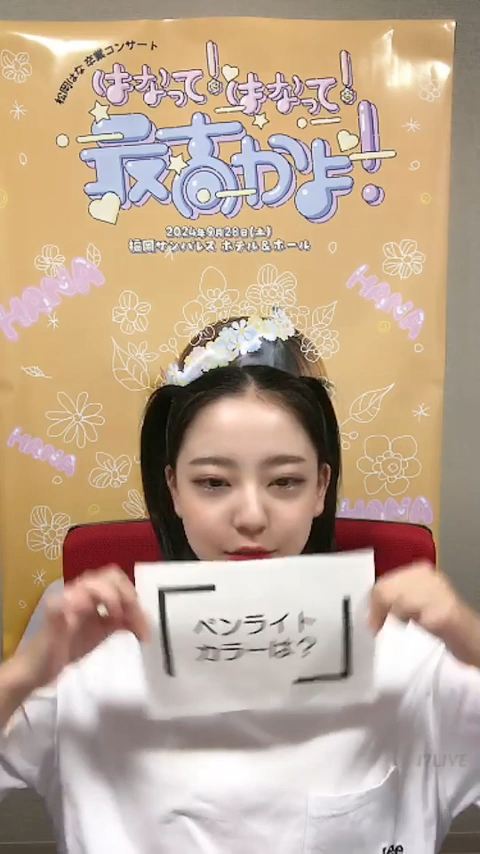 松岡はな 卒業コンサート
はなって!はなって!
最高かよ!
2024年9月28日(土)
福岡サンパレス ホテル&ホール
HANA
HANA
HANA
HANA
ペンライト
カラーは?
17LIVE
Lee